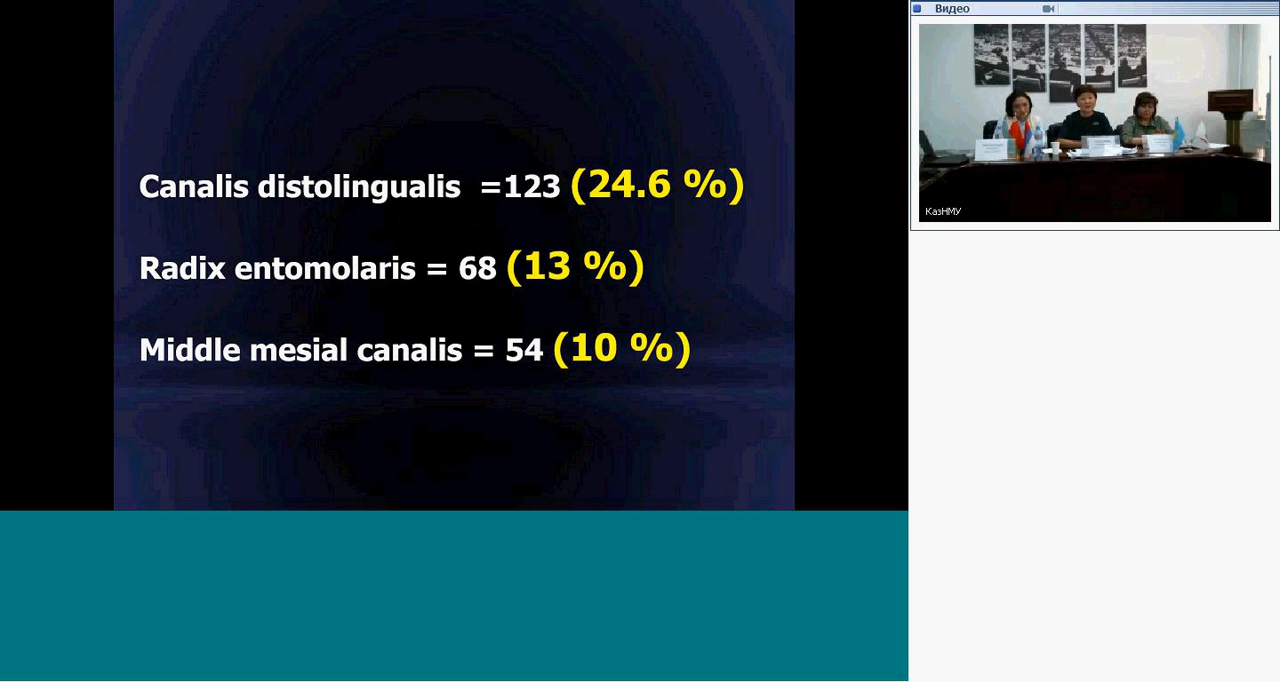 Canalis distolingualis =123 (24.6 %)
Radix entomolaris = 68 (13 %)
Middle mesial canalis = 54 (10 %)
Видео
КазНМУ